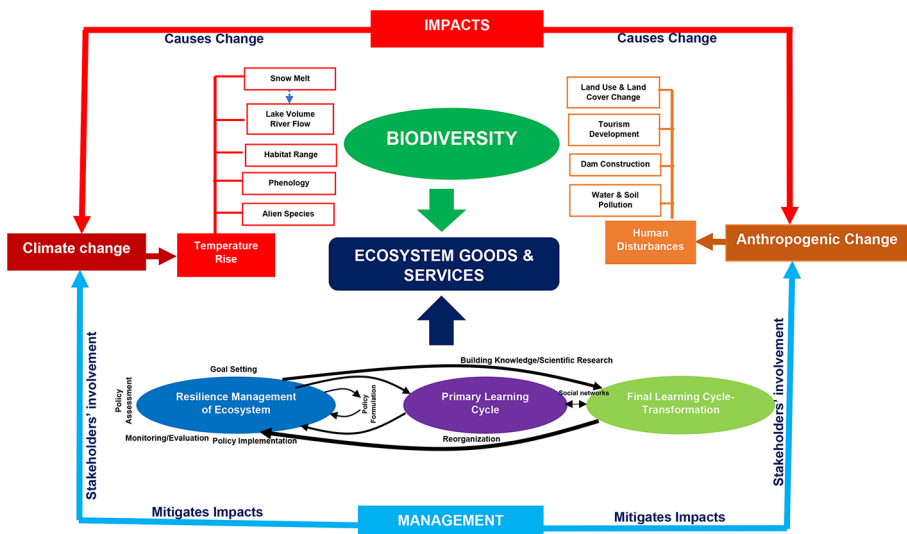 IMPACTS
Causes Change
Causes Change
Snow Melt
Lake Volume
River Flow
Habitat Range
Phenology
Alien Species
BIODIVERSITY
Land Use & Land
Cover Change
Tourism
Development
Dam Construction
Water & Soil
Pollution
Climate change
Temperature
Rise
ECOSYSTEM GOODS &
SERVICES
Human
Disturbances
Anthropogenic Change
Stakeholders' involvement
Stakeholders' involvement
Building Knowledge/Scientific Research
Goal Setting
Policy
Assessment
Resilience Management
of Ecosystem
Policy
Formulation
Primary Learning
Cycle
Social networks
Final Learning Cycle-
Transformation
Monitoring/Evaluation
Policy Implementation
Reorganization
Mitigates Impacts
MANAGEMENT
Mitigates Impacts